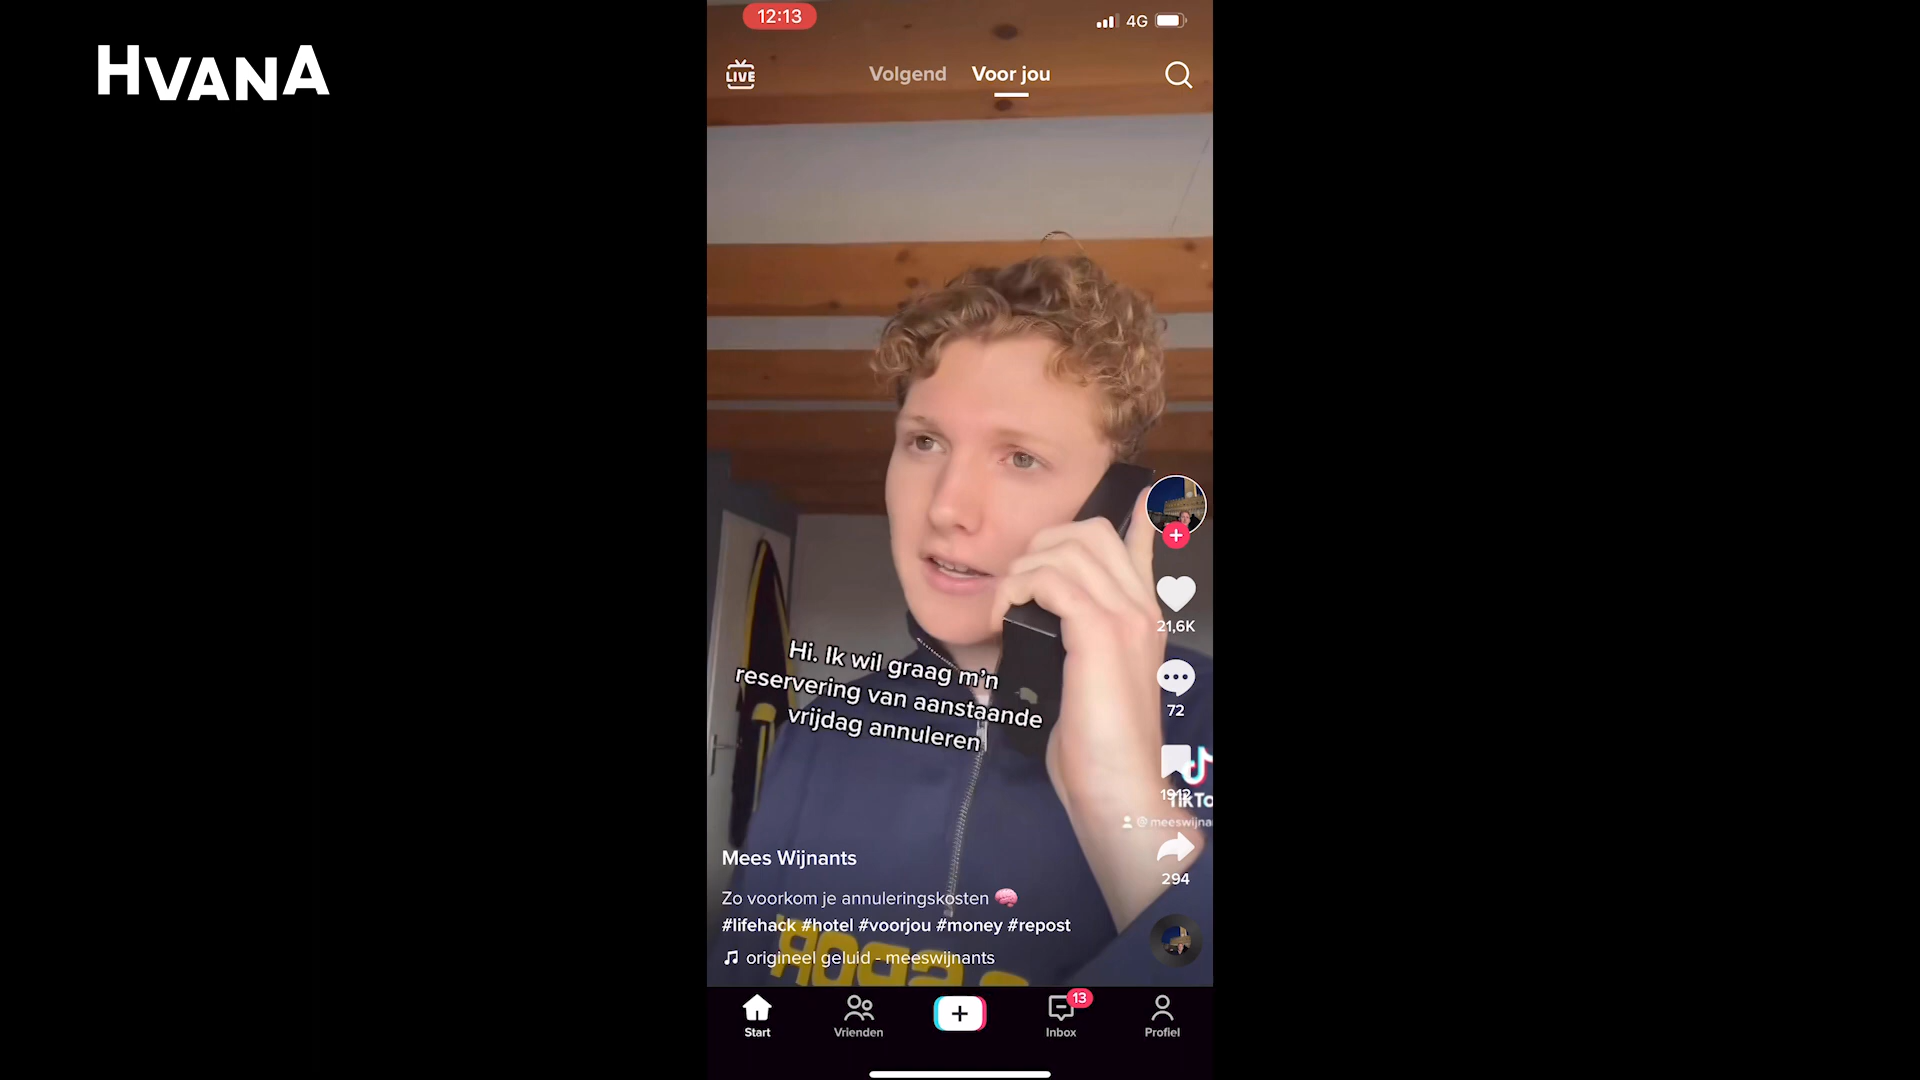 HVANA
12:13
4G
LIVE
Volgend
Voor jou
21,6K
Hi. Ik wil graag m'n
reservering van aanstaande
vrijdag annuleren
72
1912
TikTo
@meeswijna
Mees Wijnants
294
Zo voorkom je annuleringskosten
#lifehack #hotel #voorjou #money #repost
origineel geluid - meeswijnants
Start
Vrienden
13
Inbox
Profiel